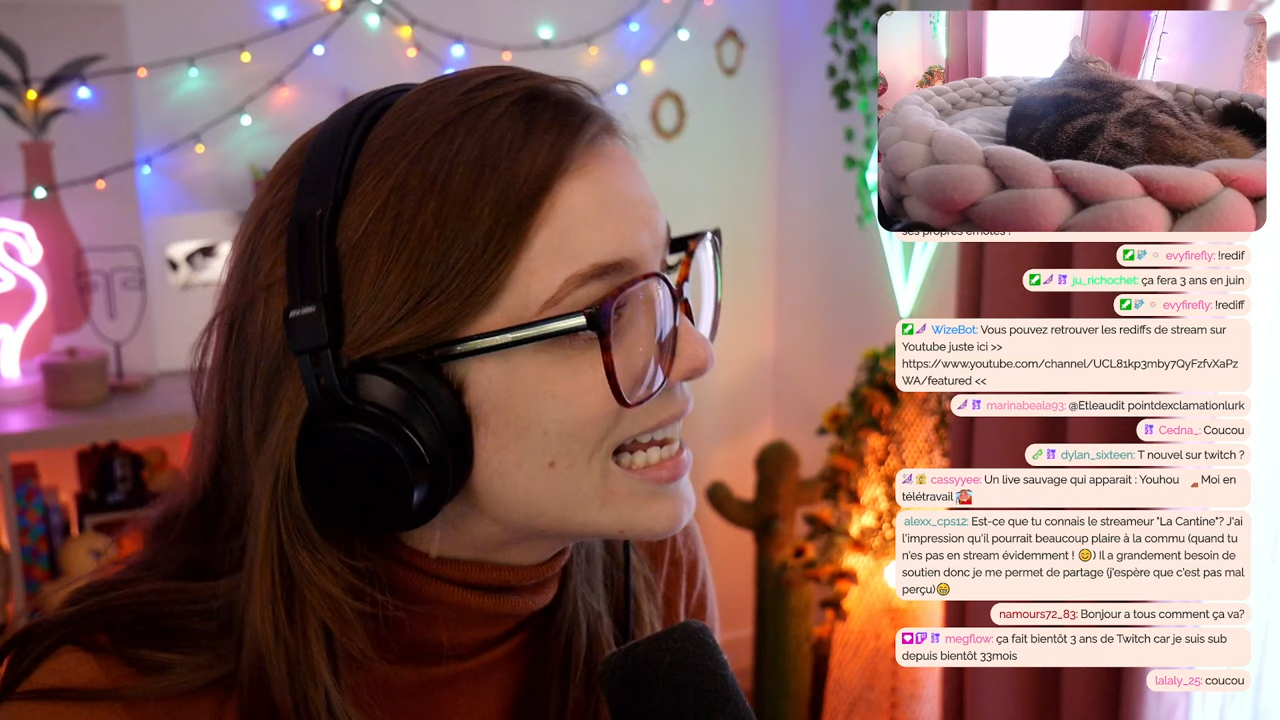 ses propres emotes !
evyfirefly: !redif
ju_richochet: ça fera 3 ans en juin
evyfirefly: !rediff
WizeBot: Vous pouvez retrouver les rediffs de stream sur
Youtube juste ici >>
https://www.youtube.com/channel/UCL81kp3mby7QyFzfvXaPz
WA/featured <<
marinabeala93: @Etleaudit pointdexclamationlurk
Cedna_: Coucou
dylan_sixteen: T nouvel sur twitch ?
cassyyee: Un live sauvage qui apparait : Youhou Moi en
télétravail
alexx_cps12: Est-ce que tu connais le streameur "La Cantine"? J'ai
l'impression qu'il pourrait beaucoup plaire à la commu (quand tu
n'es pas en stream évidemment ! 😊) Il a grandement besoin de
soutien donc je me permet de partage (j'espère que c'est pas mal
perçu)😁
namours72_83: Bonjour a tous comment ça va?
megflow: ça fait bientôt 3 ans de Twitch car je suis sub
depuis bientôt 33mois
lalaly_25: coucou